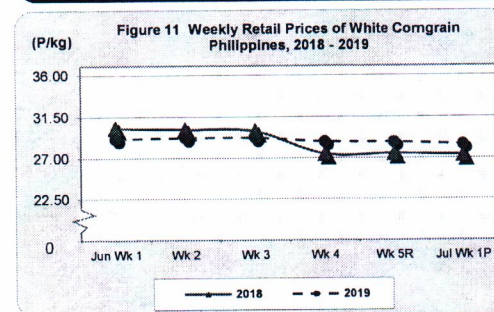 Figure 11 Weekly Retail Prices of White Corngrain
Philippines, 2018 - 2019
(P/kg)
36.00
31.50
27.00
22.50
0
Jun Wk 1 Wk 2 Wk 3 Wk 4 Wk 5R Jul Wk 1P
2018 2019